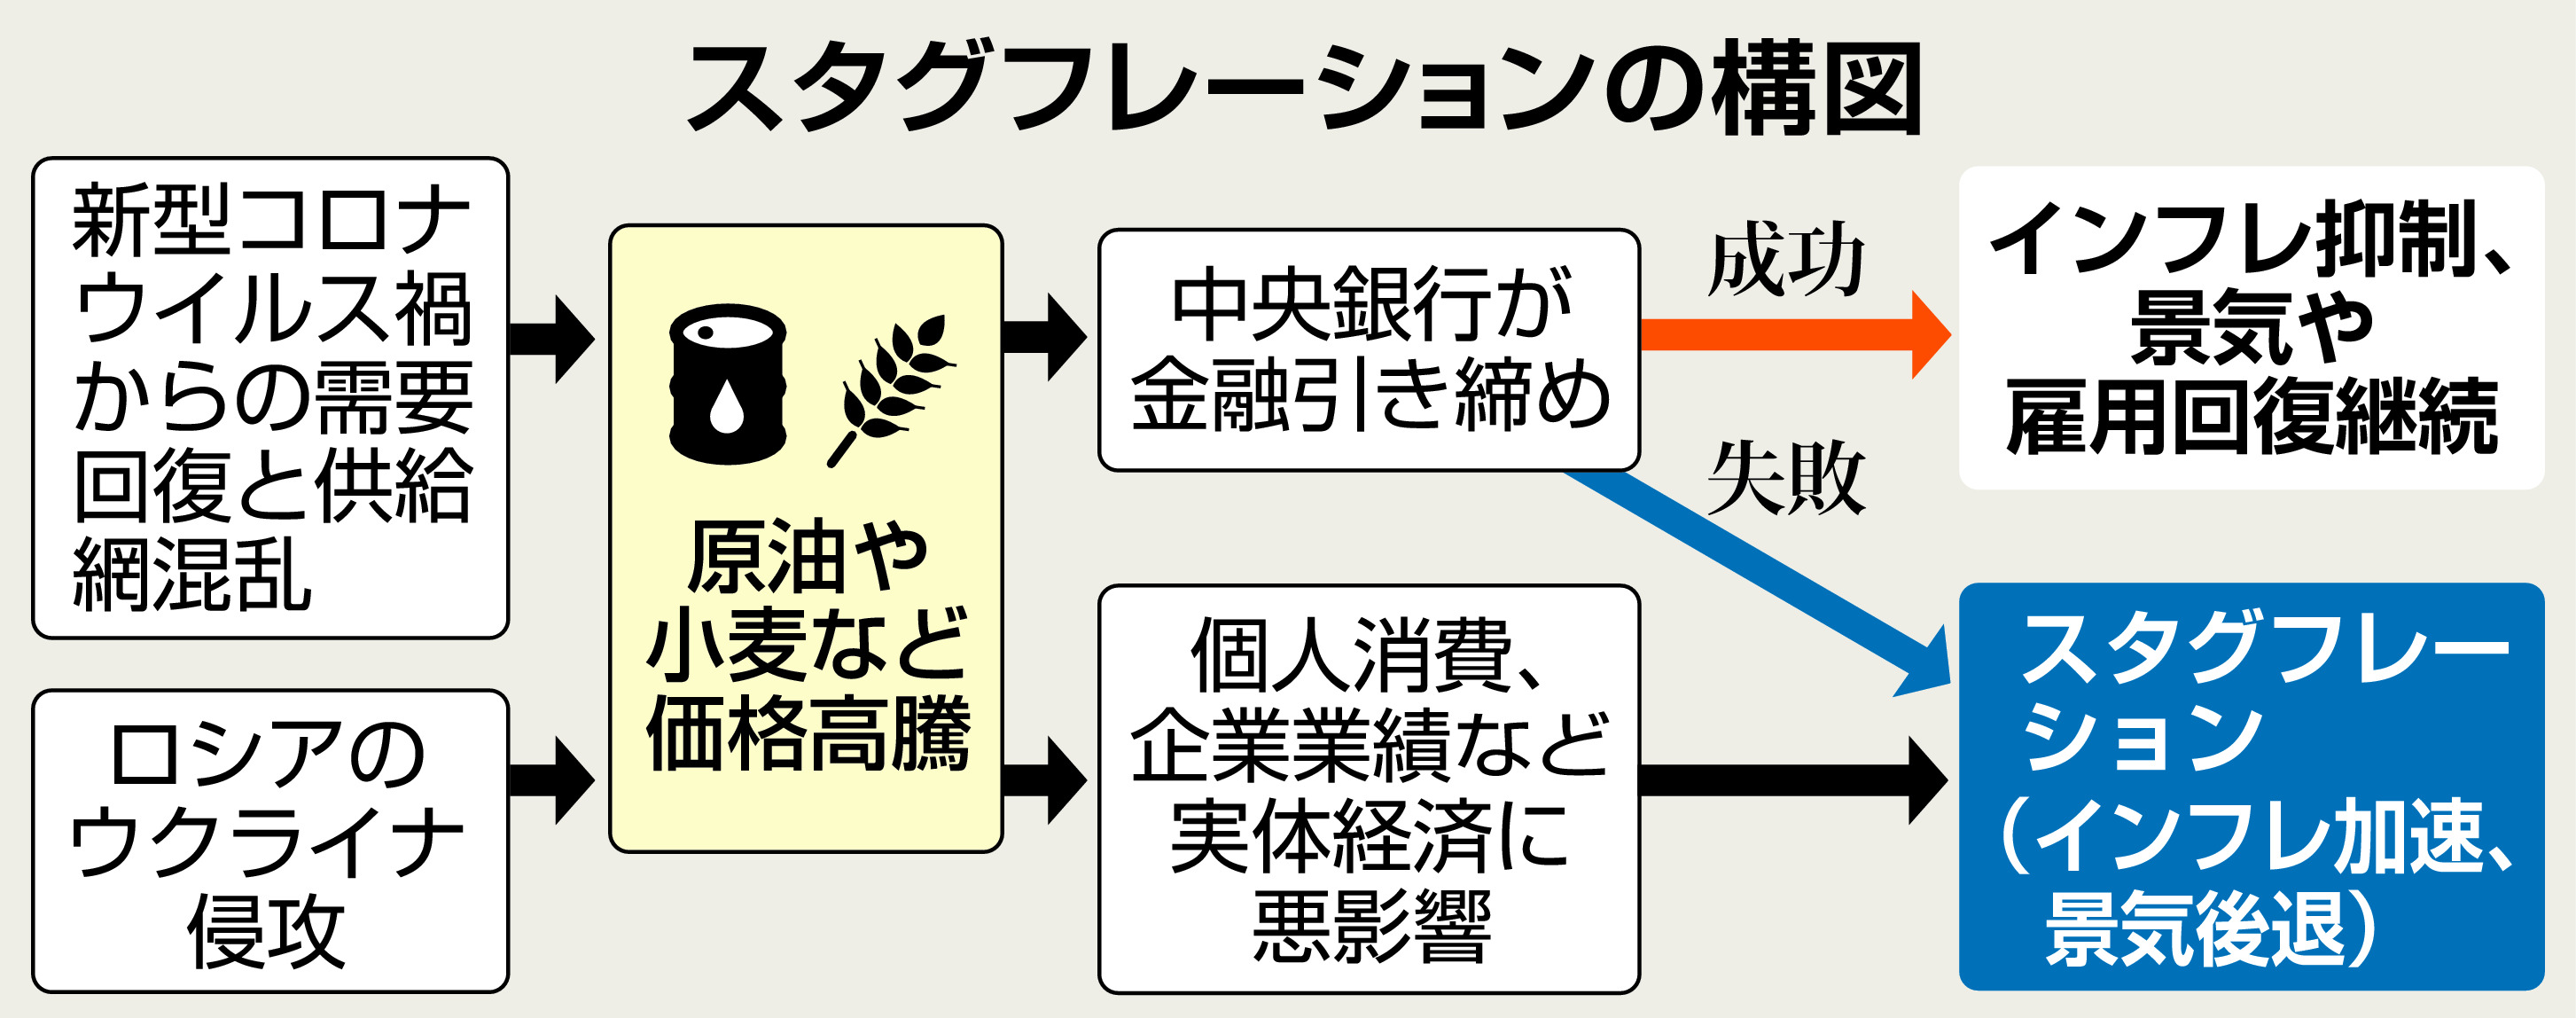 スタグフレーションの構図
新型コロナ
ウイルス禍
からの需要
回復と供給
網混乱
ロシアの
ウクライナ
侵攻
原油や
小麦など
価格高騰
中央銀行が
金融引き締め
個人消費、
企業業績など
実体経済に
悪影響
成功
失敗
インフレ抑制、
景気や
雇用回復継続
スタグフレー
ション
（インフレ加速、
景気後退）